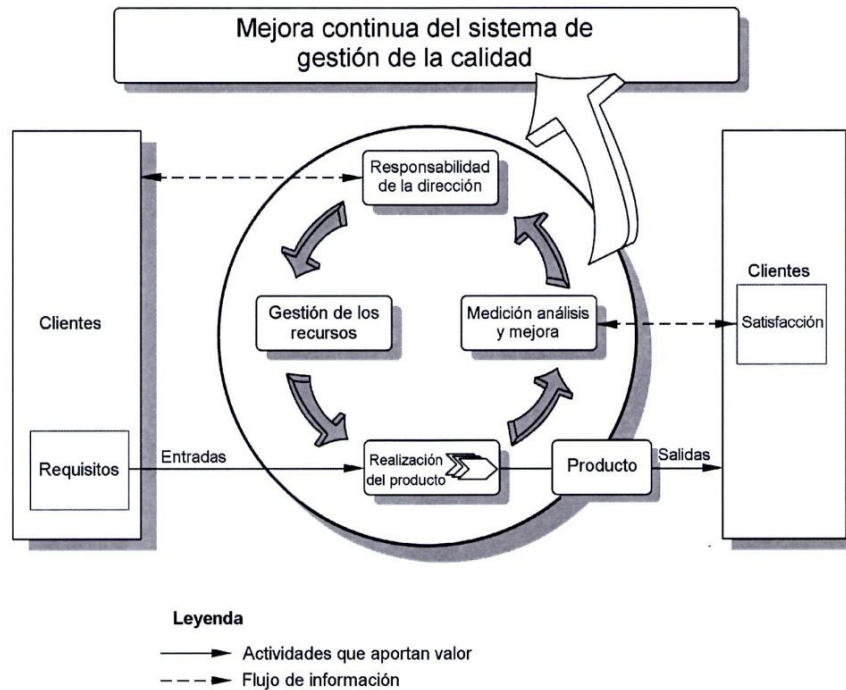 Mejora continua del sistema de
gestión de la calidad
Responsabilidad
de la dirección
Clientes
Gestión de los
recursos
Medición análisis
y mejora
Clientes
Satisfacción
Requisitos
Entradas
Realización
del producto
Producto
Salidas
Leyenda
Actividades que aportan valor
Flujo de información